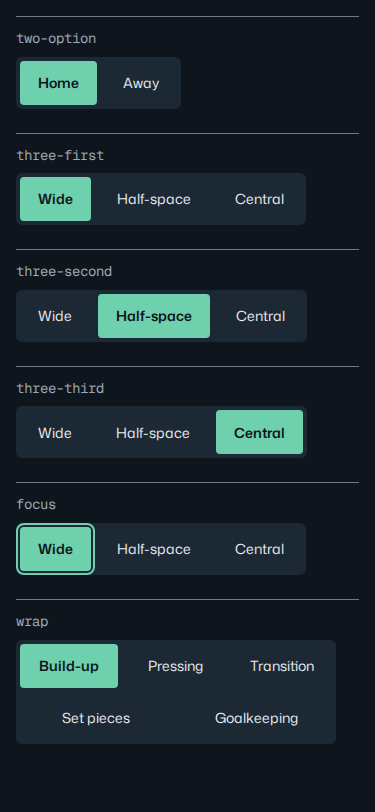 two-option
Home Away
three-first
Wide Half-space Central
three-second
Wide Half-space Central
three-third
Wide Half-space Central
focus
Wide Half-space Central
wrap
Build-up Pressing Transition
Set pieces Goalkeeping